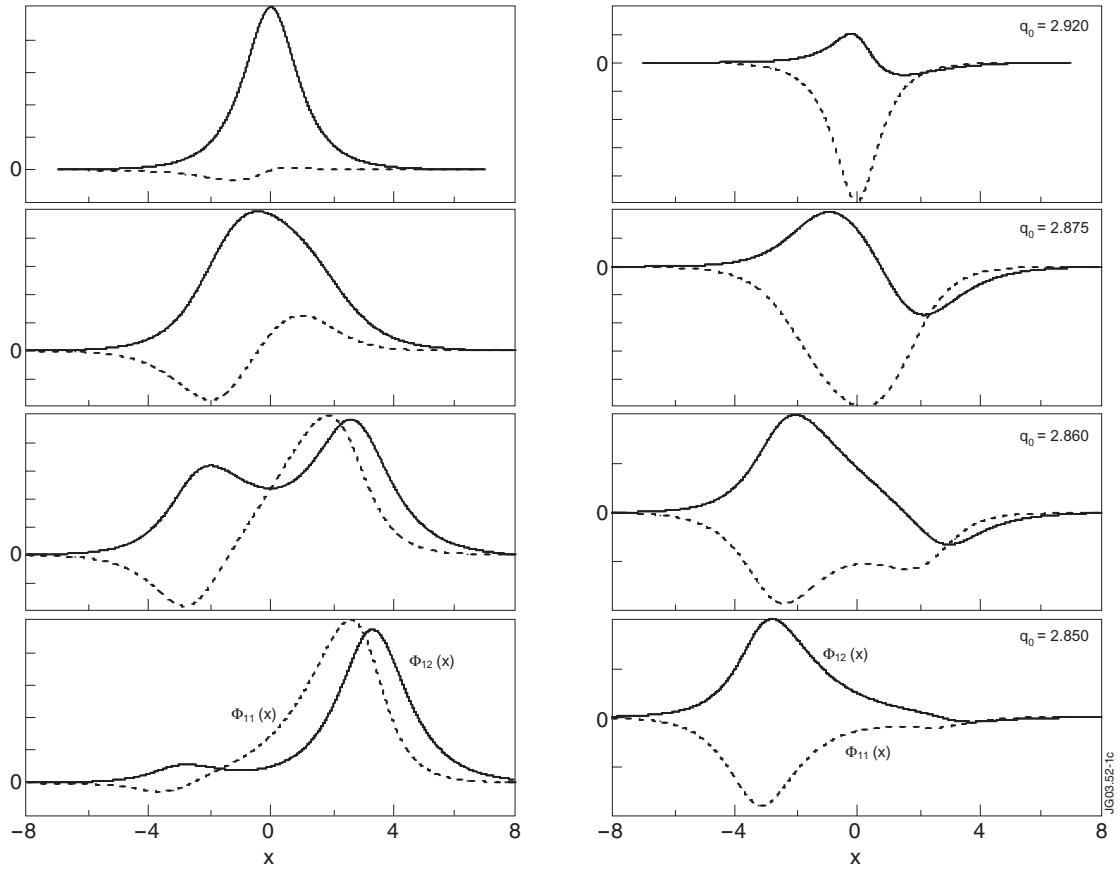 q₀ = 2.920
0
0
q₀ = 2.875
0
0
q₀ = 2.860
0
0
q₀ = 2.850
Φ₁₂ (x)
Φ₁₁ (x)
0
Φ₁₂ (x)
Φ₁₁ (x)
0
−8 −4 0 4 8
−8 −4 0 4 8
x
x
JG03.52-1c